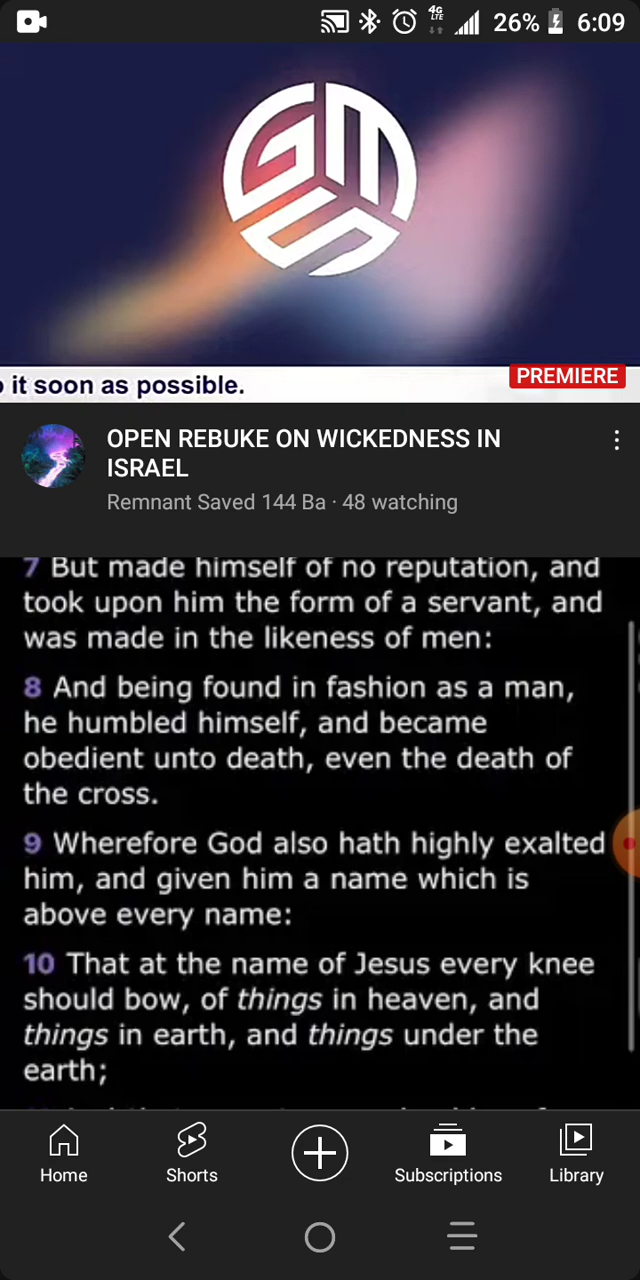 4G
LTE
26%
6:09
GMS
it soon as possible.
PREMIERE
OPEN REBUKE ON WICKEDNESS IN
ISRAEL
Remnant Saved 144 Ba · 48 watching
7 But made himself of no reputation, and
took upon him the form of a servant, and
was made in the likeness of men:
8 And being found in fashion as a man,
he humbled himself, and became
obedient unto death, even the death of
the cross.
9 Wherefore God also hath highly exalted
him, and given him a name which is
above every name:
10 That at the name of Jesus every knee
should bow, of things in heaven, and
things in earth, and things under the
earth;
Home
Shorts
Subscriptions
Library